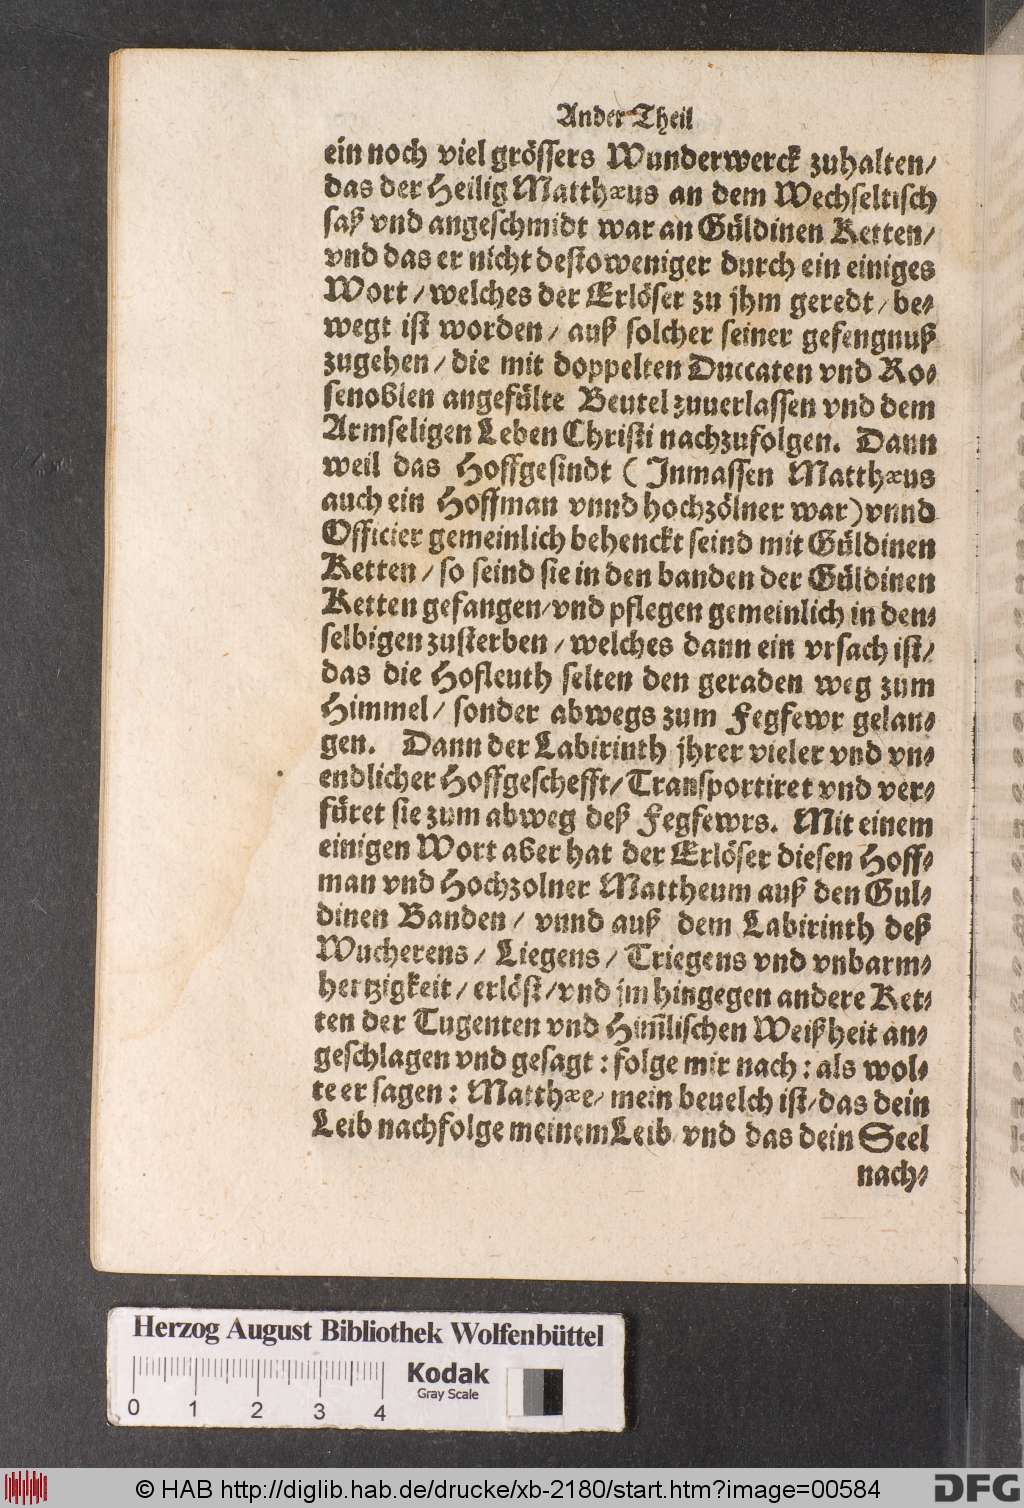 Ander Theil
ein noch viel grössers Wunderwerck zuhalten/
das der Heilig Matthæus an dem Wechseltisch
saß vnd angeschmidt war an Güldinen Ketten/
vnd das er nicht destoweniger durch ein einiges
Wort / welches der Erlöser zu jhm geredt / be⸗
wegt ist worden / auß solcher seiner gefengnuß
zugehen / die mit doppelten Duccaten vnd Ro⸗
senoblen angefülte Beutel zuuerlassen vnd dem
Armseligen Leben Christi nachzufolgen. Dann
weil das Hoffgesindt ( Inmassen Matthæus
auch ein Hoffman vnnd hochzölner war) vnnd
Officier gemeinlich behenckt seind mit Güldinen
Ketten / so seind sie in den banden der Güldinen
Ketten gefangen/vnd pflegen gemeinlich in den⸗
selbigen zusterben / welches dann ein vrsach ist/
das die Hofleuth selten den geraden weg zum
Himmel / sonder abwegs zum Fegfewr gelan⸗
gen. Dann der Labirinth jhrer vieler vnd vn⸗
endlicher Hoffgeschefft/ Transportiret vnd ver⸗
füret sie zum abweg deß Fegfewrs. Mit einem
einigen Wort aber hat der Erlöser diesen Hoff⸗
man vnd Hochzolner Mattheum auß den Gul⸗
dinen Banden / vnnd auß dem Labirinth deß
Wucherens / Liegens / Triegens vnd vnbarm⸗
hertzigkeit / erlöst/vnd jm hingegen andere Ket⸗
ten der Tugenten vnd Him̃lischen Weißheit an⸗
geschlagen vnd gesagt : folge mir nach : als wol⸗
te er sagen : Matthæe/ mein beuelch ist/das dein
Leib nachfolge meinem Leib vnd das dein Seel
nach⸗
Herzog August Bibliothek Wolfenbüttel
Kodak
Gray Scale
0 1 2 3 4
© HAB http://diglib.hab.de/drucke/xb-2180/start.htm?image=00584
DFG